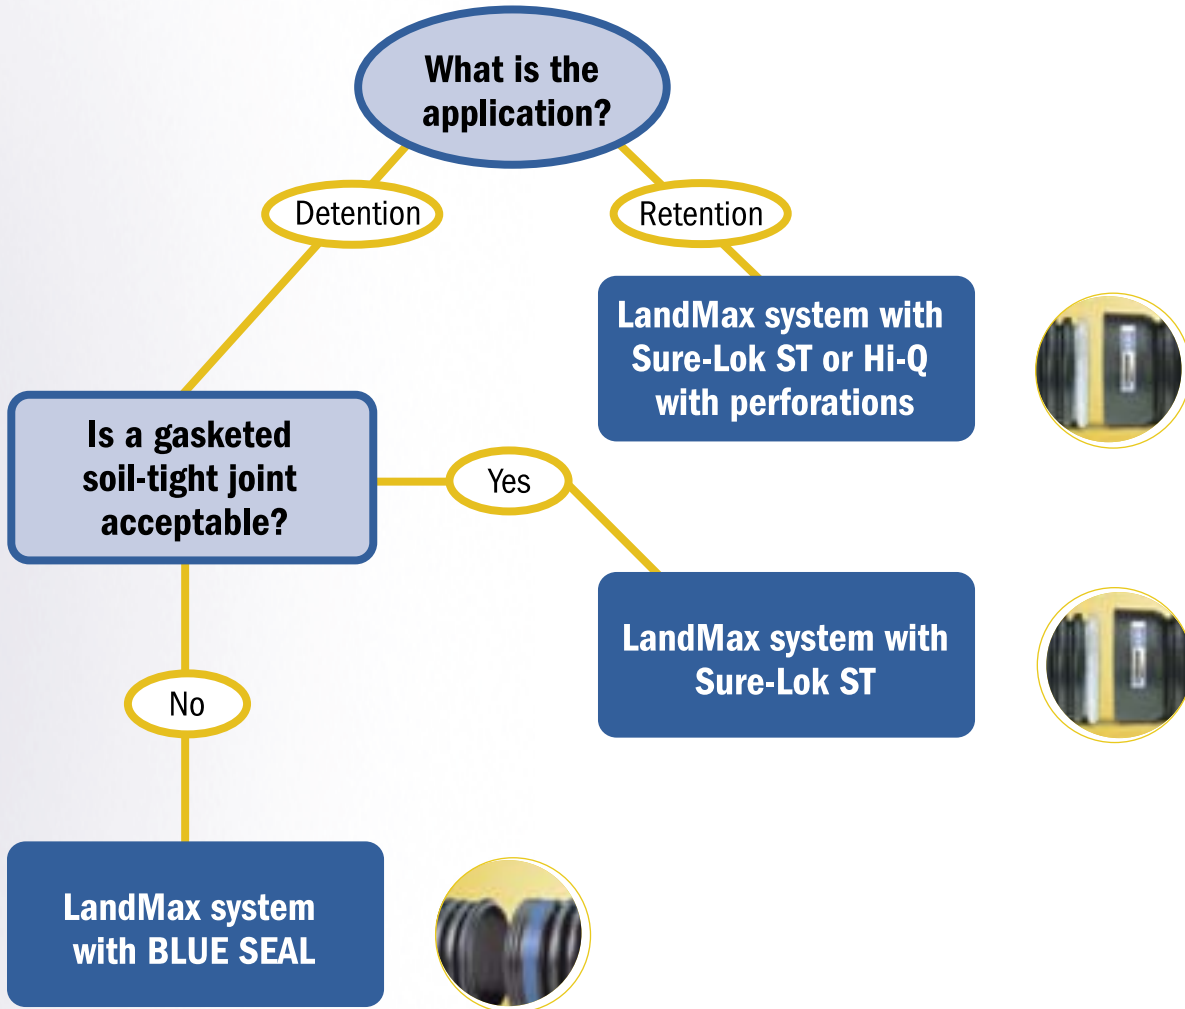 What is the
application?
Detention
Retention
LandMax system with
Sure-Lok ST or Hi-Q
with perforations
Is a gasketed
soil-tight joint
acceptable?
Yes
LandMax system with
Sure-Lok ST
No
LandMax system
with BLUE SEAL